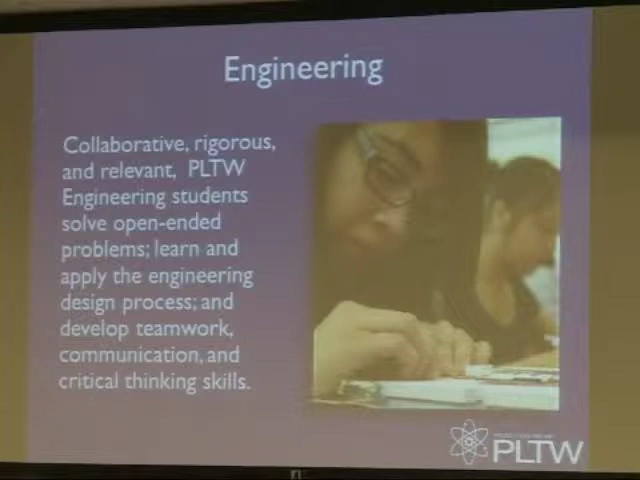 Engineering
Collaborative, rigorous,
and relevant, PLTW
Engineering students
solve open-ended
problems; learn and
apply the engineering
design process; and
develop teamwork,
communication, and
critical thinking skills.
PLTW